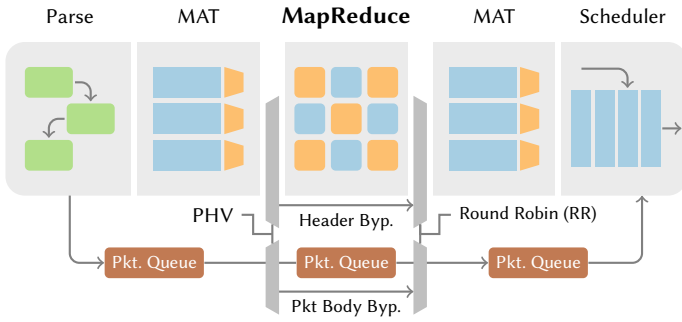 Parse
MAT
MapReduce
MAT
Scheduler
PHV
Header Byp.
Round Robin (RR)
Pkt. Queue
Pkt. Queue
Pkt. Queue
Pkt Body Byp.